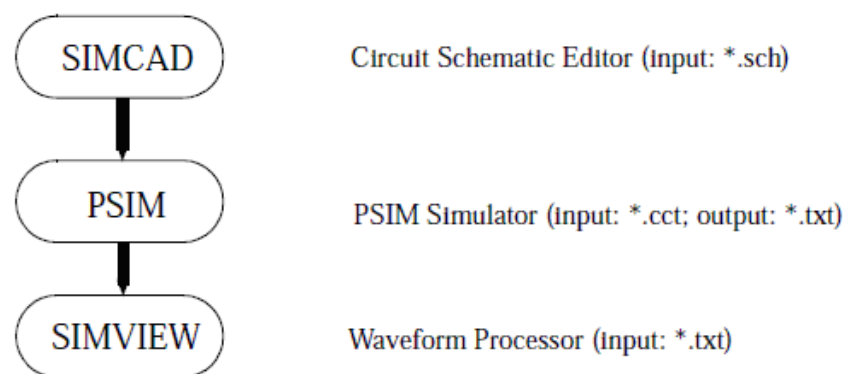 SIMCAD Circuit Schematic Editor (input: *.sch)
PSIM PSIM Simulator (input: *.cct; output: *.txt)
SIMVIEW Waveform Processor (input: *.txt)